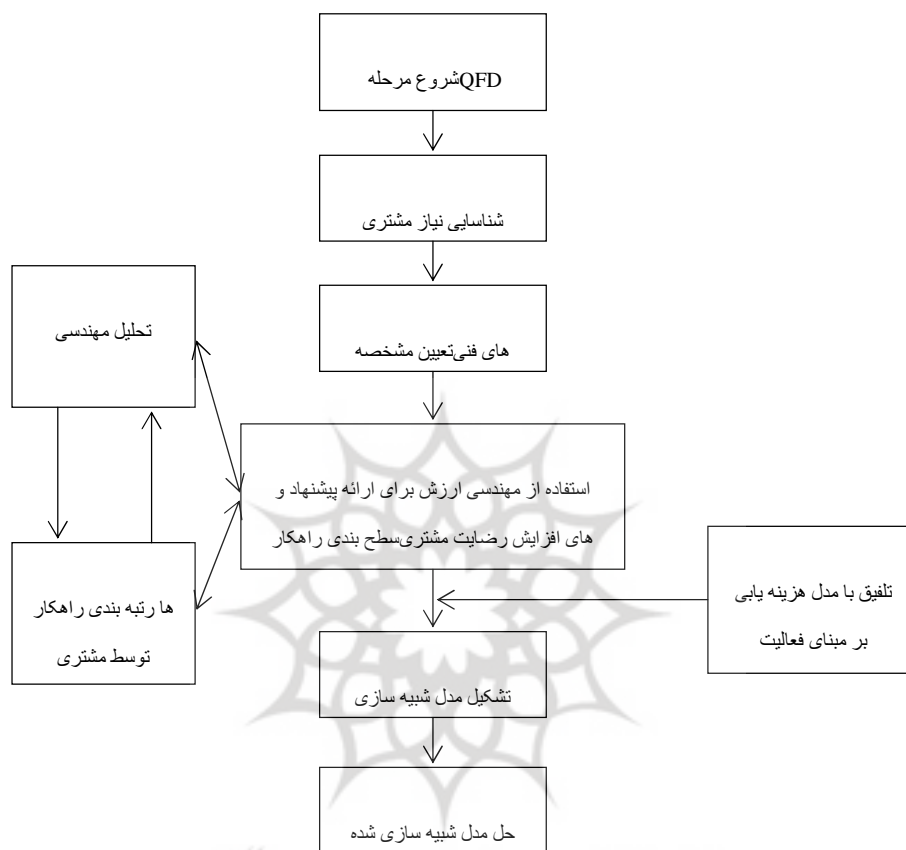 QFDشروع مرحله
شناسایی نیاز مشتری
های فنی‌تعیین مشخصه
تحلیل مهندسی
استفاده از مهندسی ارزش برای ارائه پیشنهاد و
های افزایش رضایت مشتری‌سطح بندی راهکار
ها رتبه بندی راهکار
توسط مشتری
تلفیق با مدل هزینه یابی
بر مبنای فعالیت
تشکیل مدل شبیه سازی
حل مدل شبیه سازی شده